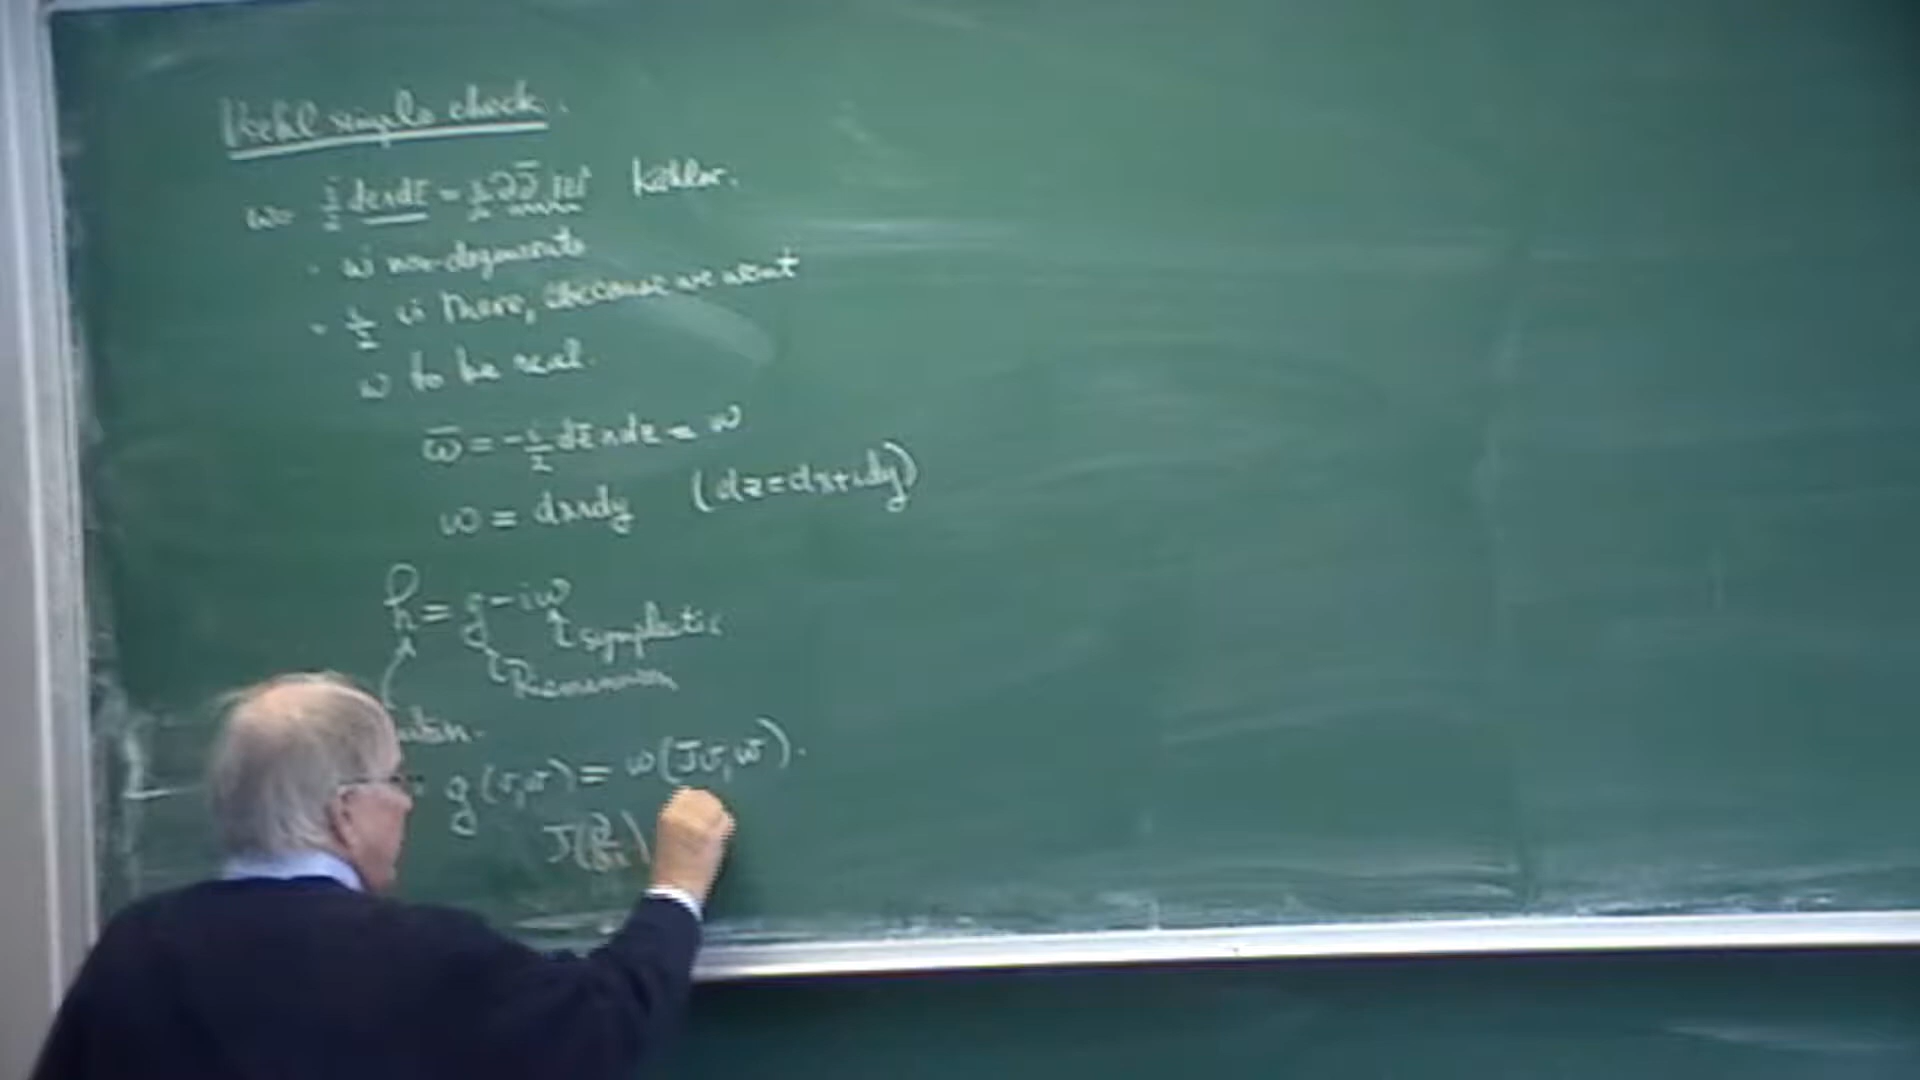 Useful simple check.
ω = i/2 dz∧dz̄ = i/2 ∂∂̄ |z|² Kähler.
· ω non-degenerate
· i/2 is there, because we want
ω to be real.
ω̄ = -i/2 dz̄∧dz = ω
ω = dx∧dy (dz=dx+idy)
h = g-iω
symplectic
Riemannian
g(v,w) = ω(Jv,w).
J(∂/∂x)